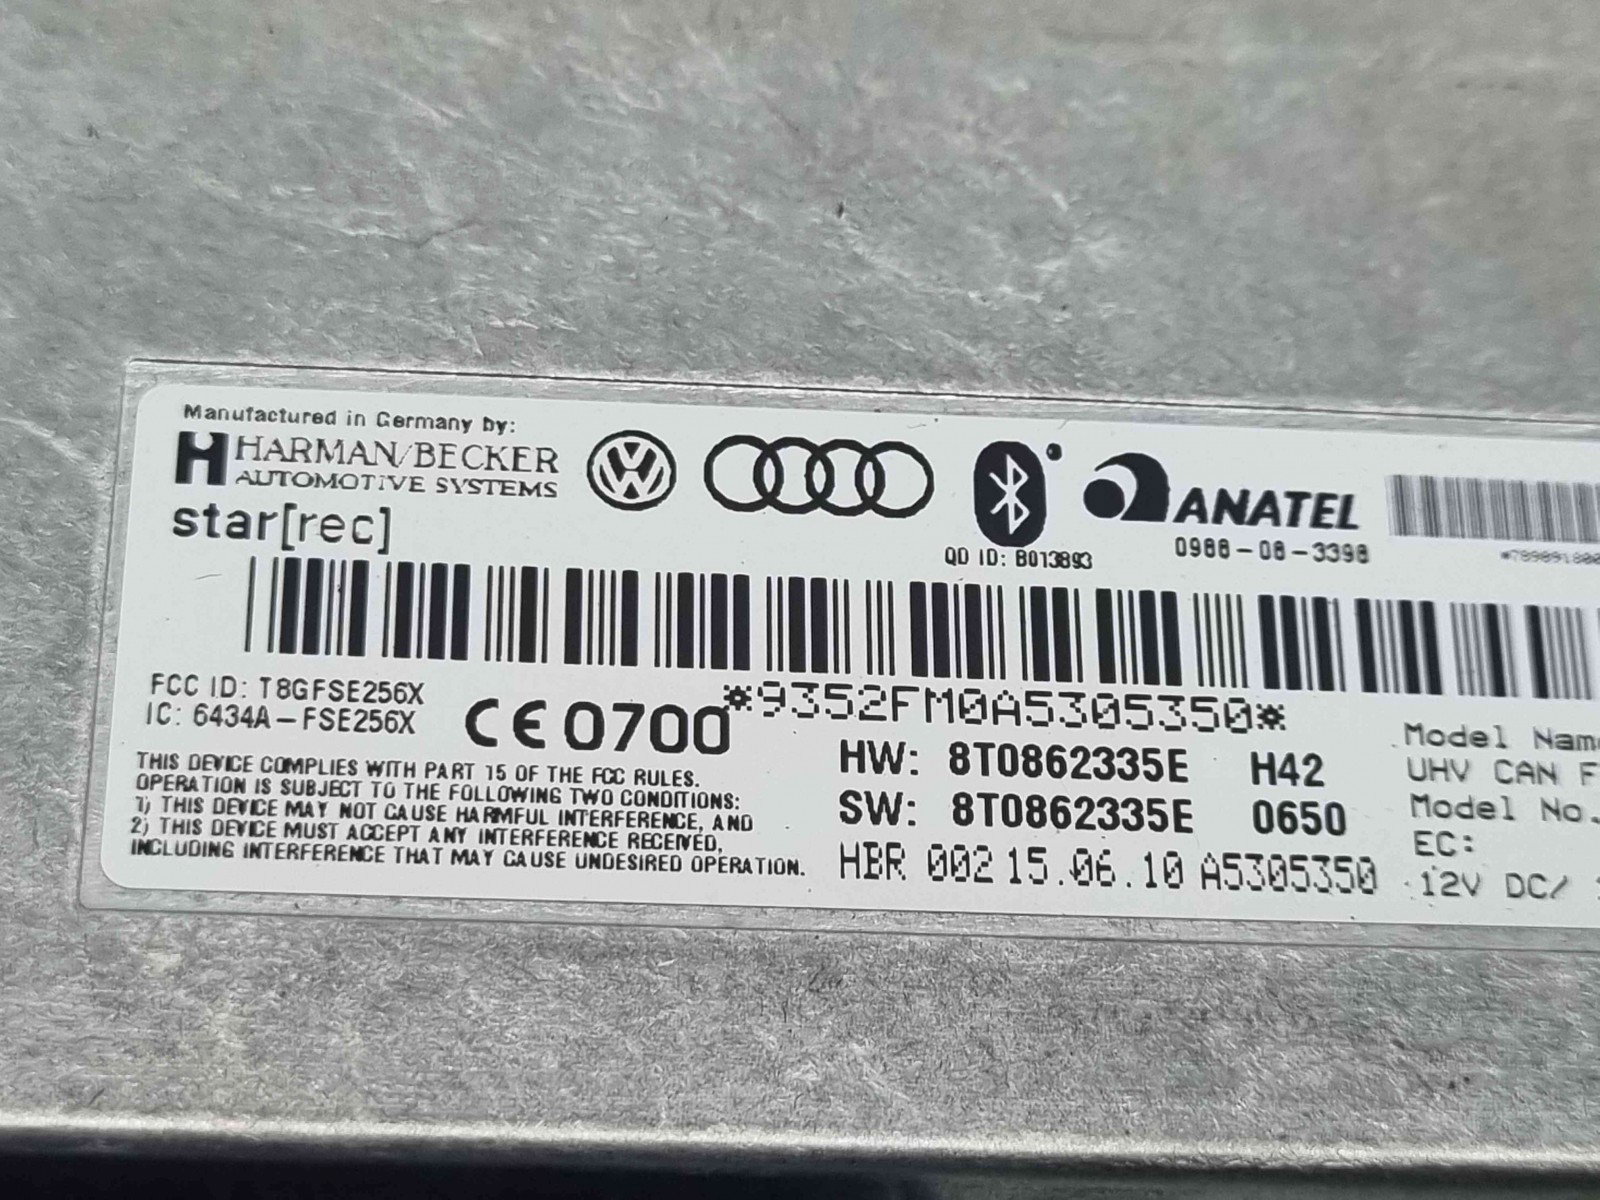 Manufactured in Germany by:
HARMAN/BECKER
AUTOMOTIVE SYSTEMS
star[rec]
QD ID: B013893
ANATEL
0988-08-3398
FCC ID: T8GFSE256X
IC: 6434A-FSE256X
CE 0700
*9352FM0A5305350*
THIS DEVICE COMPLIES WITH PART 15 OF THE FCC RULES.
OPERATION IS SUBJECT TO THE FOLLOWING TWO CONDITIONS:
1) THIS DEVICE MAY NOT CAUSE HARMFUL INTERFERENCE, AND
2) THIS DEVICE MUST ACCEPT ANY INTERFERENCE RECEIVED,
INCLUDING INTERFERENCE THAT MAY CAUSE UNDESIRED OPERATION.
HW: 8T0862335E H42
SW: 8T0862335E 0650
HBR 002 15.06.10 A5305350
Model Name
UHV CAN F
Model No.
EC:
12V DC/